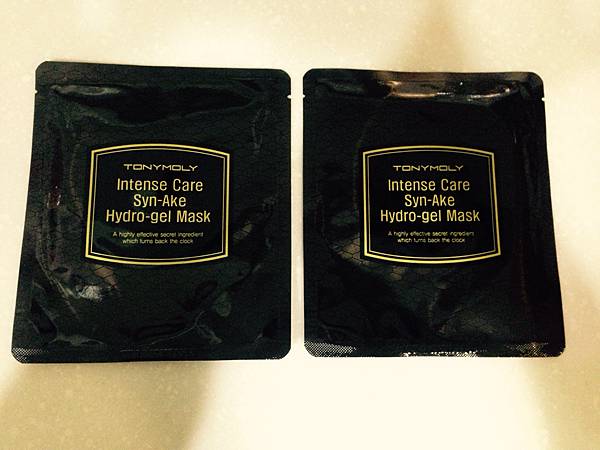 TONYMOLY
Intense Care
Syn-Ake
Hydro-gel Mask
A highly effective secret ingredient
which turns back the clock
TONYMOLY
Intense Care
Syn-Ake
Hydro-gel Mask
A highly effective secret ingredient
which turns back the clock